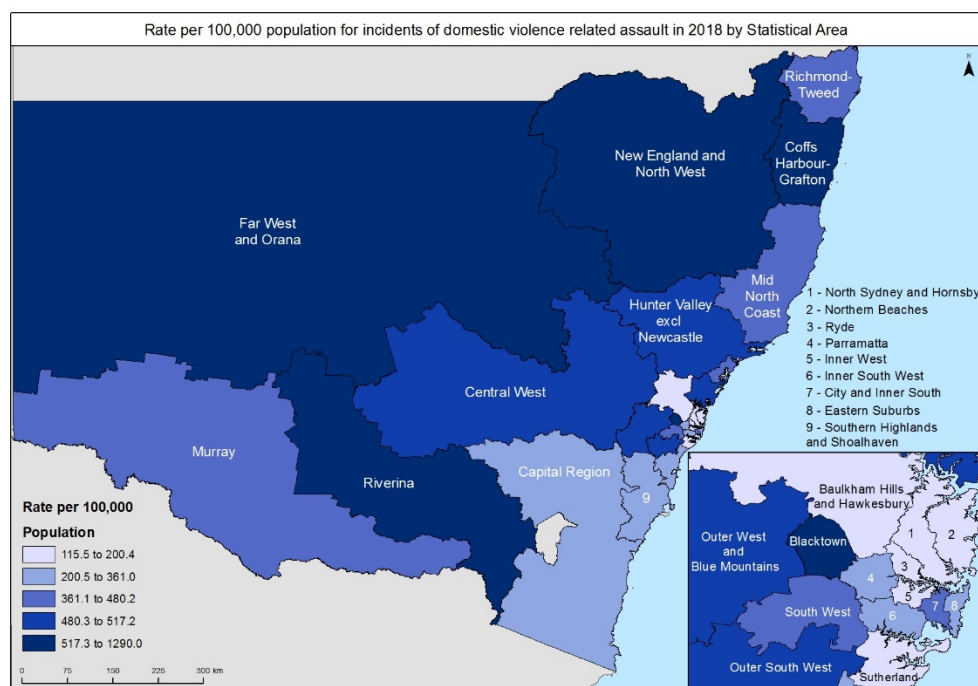 Rate per 100,000 population for incidents of domestic violence related assault in 2018 by Statistical Area
N
Richmond-
Tweed
New England and
North West
Coffs
Harbour-
Grafton
Far West
and Orana
Mid
North
Coast
Hunter Valley
excl
Newcastle
1 - North Sydney and Hornsby
2 - Northern Beaches
3 - Ryde
4 - Parramatta
5 - Inner West
6 - Inner South West
7 - City and Inner South
8 - Eastern Suburbs
9 - Southern Highlands
and Shoalhaven
Central West
Murray
Riverina
Capital Region
9
Rate per 100,000
Population
115.5 to 200.4
200.5 to 361.0
361.1 to 480.2
480.3 to 517.2
517.3 to 1290.0
0 75 150 225 300 km
Baulkham Hills
and Hawkesbury
Outer West
and
Blue Mountains
Blacktown
1
2
3
4
5
6
7
8
South West
Outer South West
Sutherland